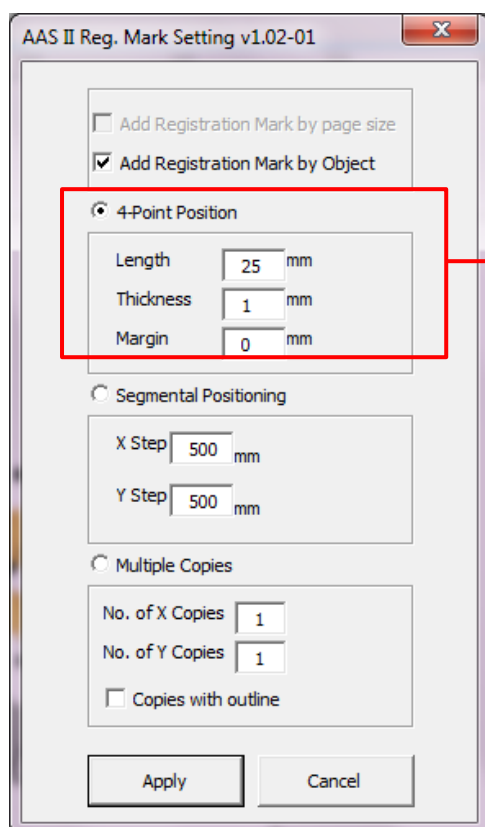 AAS II Reg. Mark Setting v1.02-01
Add Registration Mark by page size
Add Registration Mark by Object
4-Point Position
Length 25 mm
Thickness 1 mm
Margin 0 mm
Segmental Positioning
X Step 500 mm
Y Step 500 mm
Multiple Copies
No. of X Copies 1
No. of Y Copies 1
Copies with outline
Apply Cancel